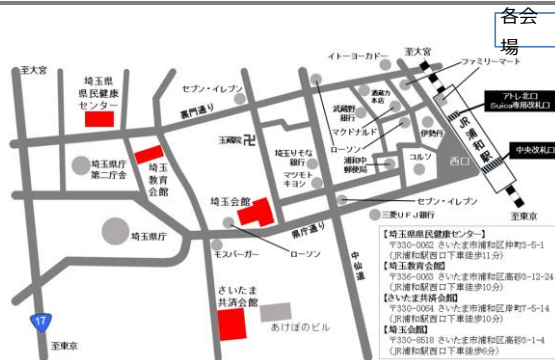 各会
場
至大宮
埼玉県
県民健康
センター
セブン・イレブン
裏門通り
イトーヨーカドー
至大宮
ファミリーマート
酒蔵力
本店
武蔵野
銀行
マクドナルド
ローソン
伊勢丹
アトレ北口
Suica専用改札口
JR浦和駅
中央改札口
西口
コルソ
浦和中
郵便局
埼玉りそな
銀行
マツモト
キヨシ
玉蔵院
卍
埼玉県庁
第二庁舎
埼玉
教育
会館
埼玉会館
セブン・イレブン
三菱UFJ銀行
至東京
県庁通り
中山道
埼玉県庁
モスバーガー
ローソン
さいたま
共済会館
あけぼのビル
17
至東京
【埼玉県県民健康センター】
〒330-0062 さいたま市浦和区仲町3-5-1
(JR浦和駅西口下車徒歩11分)
【埼玉教育会館】
〒336-0063 さいたま市浦和区高砂3-12-24
(JR浦和駅西口下車徒歩10分)
【さいたま共済会館】
〒330-0064 さいたま市浦和区岸町7-5-14
(JR浦和駅西口下車徒歩10分)
【埼玉会館】
〒330-8518 さいたま市浦和区高砂3-1-4
(JR浦和駅西口下車徒歩6分)